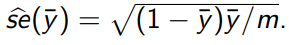 ŝe(ȳ) = √(1 − ȳ)ȳ/m.